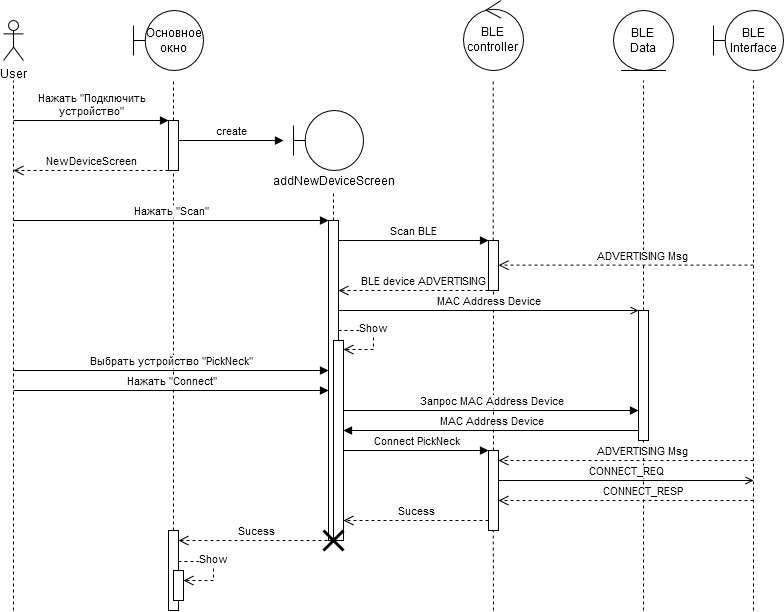 User
Основное
окно
BLE
controller
BLE
Data
BLE
Interface
Нажать "Подключить
устройство"
create
NewDeviceScreen
addNewDeviceScreen
Нажать "Scan"
Scan BLE
ADVERTISING Msg
BLE device ADVERTISING
MAC Address Device
Show
Выбрать устройство "PickNeck"
Нажать "Connect"
Запрос MAC Address Device
MAC Address Device
Connect PickNeck
ADVERTISING Msg
CONNECT_REQ
CONNECT_RESP
Sucess
Sucess
Show